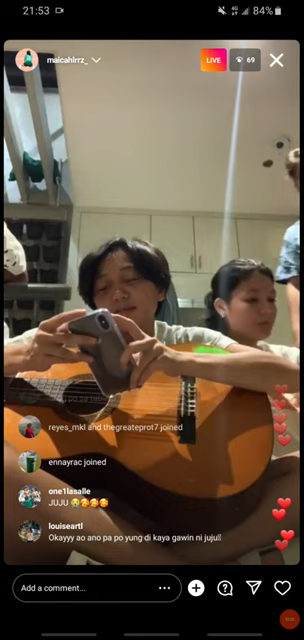 21:53
84%
maicahlrrz_
LIVE
69
reyes_mkl and thegreateprot7 joined
ennayrac joined
one1lasalle
JUJU 😭🥰🥰🥰
louiseartl
Okayyy ao ano pa po yung di kaya gawin ni juju!!
Add a comment...